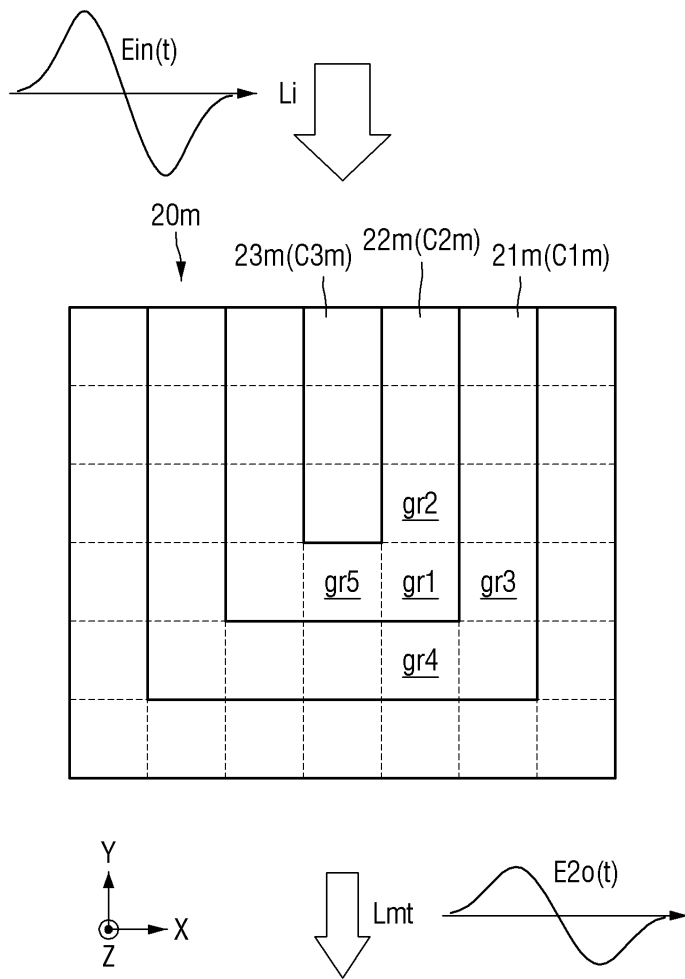 Ein(t)
Li
20m
23m(C3m)
22m(C2m)
21m(C1m)
gr2
gr5
gr1
gr3
gr4
Y
X
Z
Lmt
E2o(t)